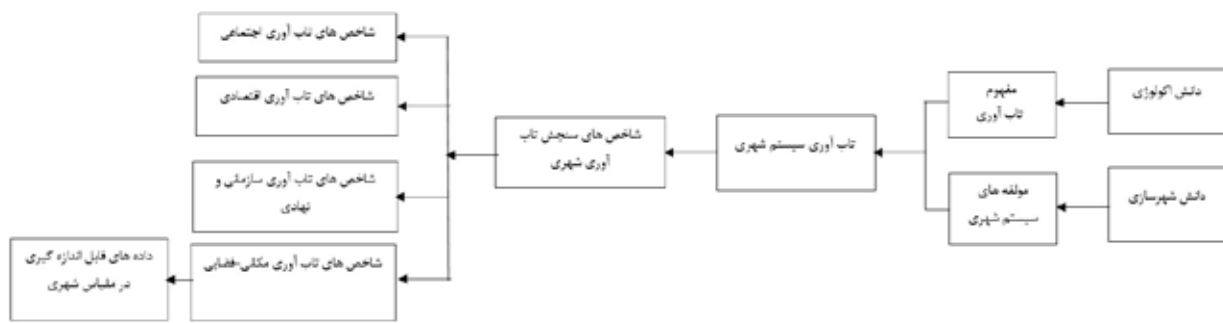 دانش اکولوژی
دانش شهرسازی
مفهوم
تاب آوری
مولفه های
سیستم شهری
تاب آوری سیستم شهری
شاخص های سنجش تاب
آوری شهری
شاخص های تاب آوری اجتماعی
شاخص های تاب آوری اقتصادی
شاخص های تاب آوری سازمانی و
نهادی
شاخص های تاب آوری مکانی-فضایی
داده های قابل اندازه گیری
در مقیاس شهری